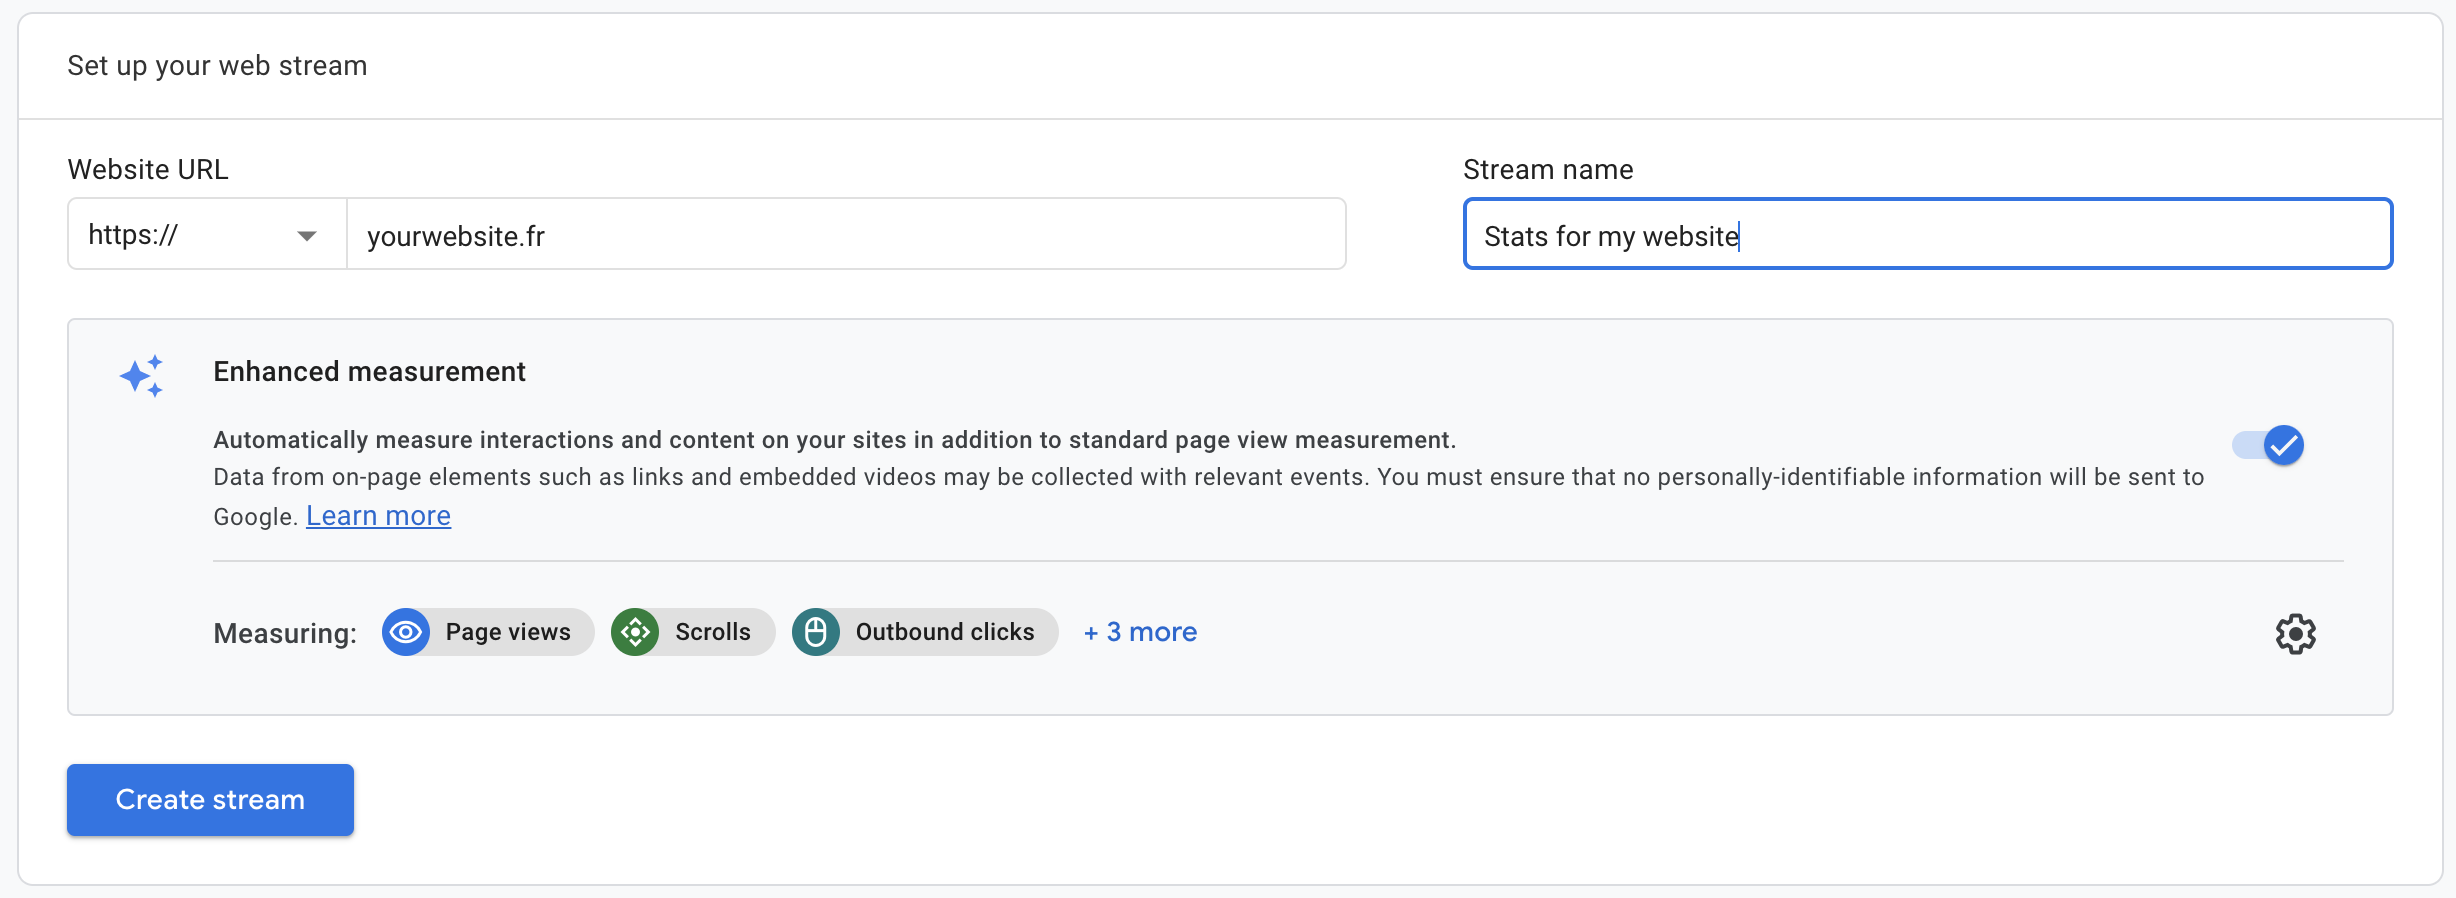 Set up your web stream
Website URL
Stream name
https://
yourwebsite.fr
Stats for my website
Enhanced measurement
Automatically measure interactions and content on your sites in addition to standard page view measurement.
Data from on-page elements such as links and embedded videos may be collected with relevant events. You must ensure that no personally-identifiable information will be sent to
Google. Learn more
Measuring:
Page views
Scrolls
Outbound clicks
+ 3 more
Create stream